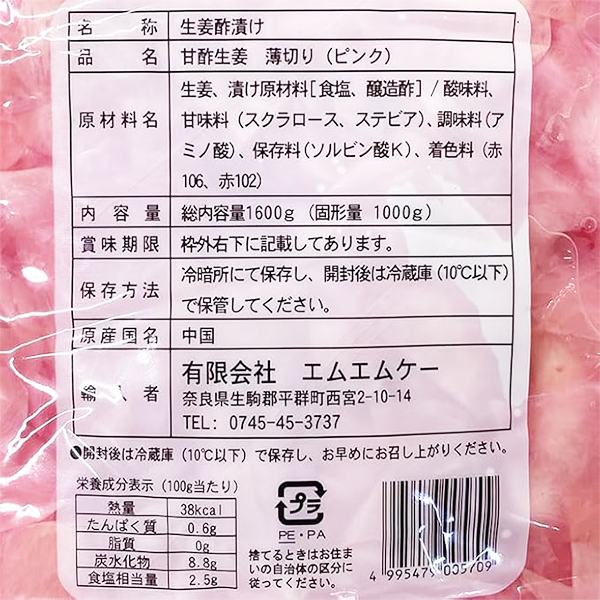 名称 生姜酢漬け
品名 甘酢生姜 薄切り(ピンク)
原材料名 生姜、漬け原材料[食塩、醸造酢]/酸味料、
甘味料(スクラロース、ステビア)、調味料(ア
ミノ酸)、保存料(ソルビン酸K)、着色料(赤
106、赤102)
内容量 総内容量1600g(固形量 1000g)
賞味期限 枠外右下に記載してあります。
保存方法 冷暗所にて保存し、開封後は冷蔵庫(10℃以下)
で保管してください。
原産国名 中国
輸入者 有限会社 エムエムケー
奈良県生駒郡平群町西宮2-10-14
TEL: 0745-45-3737
●開封後は冷蔵庫(10℃以下)で保存し、お早めにお召し上がりください。
栄養成分表示(100g当たり)
熱量 38kcal
たんぱく質 0.6g
脂質 0g
炭水化物 8.8g
食塩相当量 2.5g
プラ
PE・PA
捨てるときはお住ま
いの自治体の区分に
従ってください。
4 995479 005709